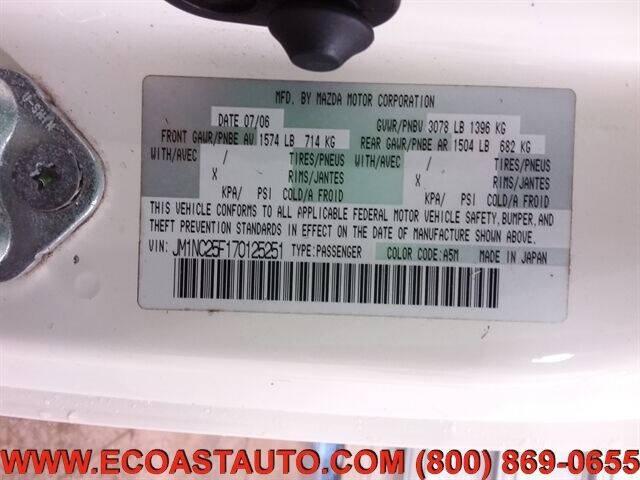 MFD. BY MAZDA MOTOR CORPORATION
DATE 07/06 GVWR/PNBV 3078 LB 1396 KG
FRONT GAWR/PNBE AV 1574 LB 714 KG REAR GAWR/PNBE AR 1504 LB 682 KG
WITH/AVEC / TIRES/PNEUS WITH/AVEC / TIRES/PNEUS
X RIMS/JANTES X RIMS/JANTES
KPA/ PSI COLD/A FROID KPA/ PSI COLD/A FROID
THIS VEHICLE CONFORMS TO ALL APPLICABLE FEDERAL MOTOR VEHICLE SAFETY, BUMPER, AND
THEFT PREVENTION STANDARDS IN EFFECT ON THE DATE OF MANUFACTURE SHOWN ABOVE.
VIN: JM1NC25F170125251 TYPE: PASSENGER COLOR CODE: A5M MADE IN JAPAN
WWW.ECOASTAUTO.COM (800) 869-0655